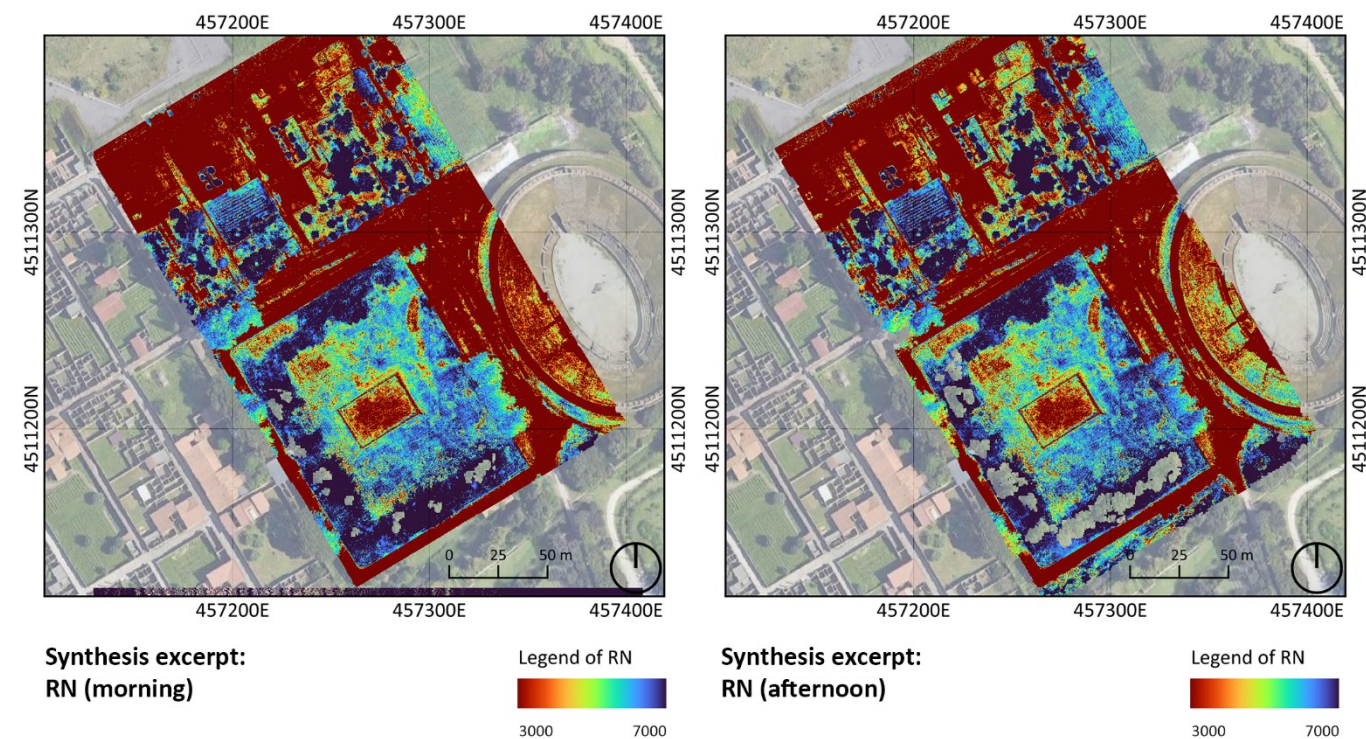 457200E 457300E 457400E 457200E 457300E 457400E
4511300N 4511300N 4511300N 4511300N
4511200N 4511200N 4511200N 4511200N
0 25 50 m 0 25 50 m
457200E 457300E 457400E 457200E 457300E 457400E
Synthesis excerpt: Legend of RN Synthesis excerpt: Legend of RN
RN (morning) RN (afternoon)
3000 7000 3000 7000